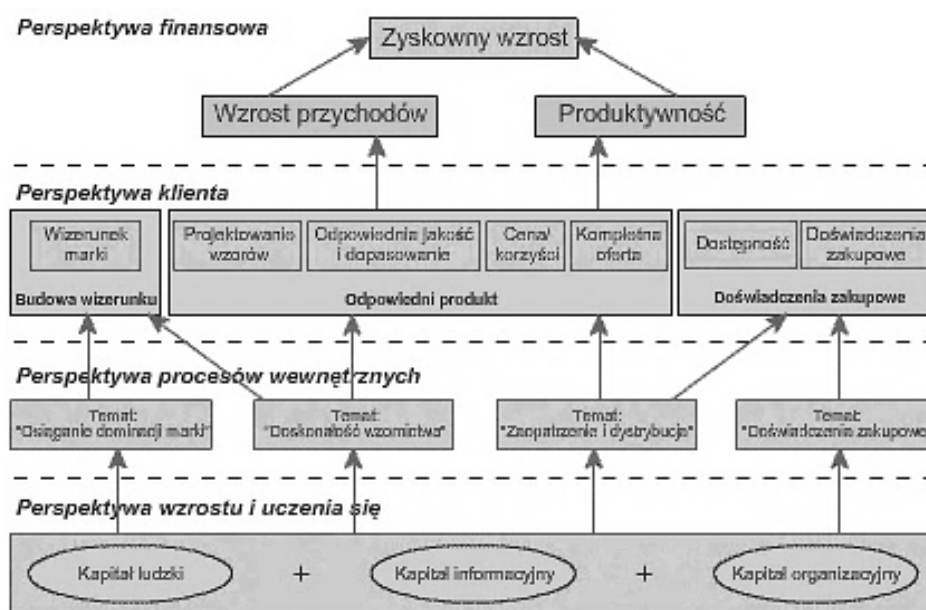 Perspektywa finansowa
Zyskowny wzrost
Wzrost przychodów
Produktywność
Perspektywa klienta
Wizerunek
marki
Projektowanie
wzorów
Odpowiednia jakość
i dopasowanie
Cena/
korzyści
Kompletna
oferta
Dostępność
Doświadczenia
zakupowe
Budowa wizerunku
Odpowiedni produkt
Doświadczenia zakupowe
Perspektywa procesów wewnętrznych
Temat:
"Osiąganie dominacji marki"
Temat:
"Doskonałość wzornictwa"
Temat:
"Zaopatrzenie i dystrybucja"
Temat:
"Doświadczenia zakupowe
Perspektywa wzrostu i uczenia się
Kapitał ludzki
+
Kapitał informacyjny
+
Kapitał organizacyjny